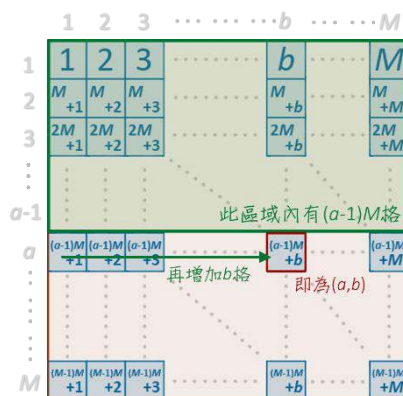 1 2 3 ...... b ...... M
1 1 2 3 b M
2 M+1 M+2 M+3 M+b M+M
3 2M+1 2M+2 2M+3 2M+b 2M+M
a-1 此區域內有(a-1)M格
a (a-1)M+1 (a-1)M+2 (a-1)M+3 (a-1)M+b (a-1)M+M
再增加b格 即為(a,b)
M (M-1)M+1 (M-1)M+2 (M-1)M+3 (M-1)M+b (M-1)M+M